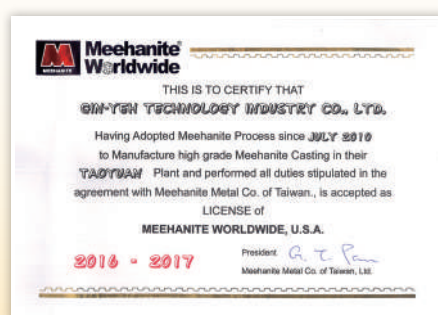 MEEHANITE
Meehanite®
Worldwide
THIS IS TO CERTIFY THAT
GIN-YEH TECHNOLOGY INDUSTRY CO., LTD.
Having Adopted Meehanite Process since JULY 2010
to Manufacture high grade Meehanite Casting in their
TAOYUAN Plant and performed all duties stipulated in the
agreement with Meehanite Metal Co. of Taiwan., is accepted as
LICENSE of
MEEHANITE WORLDWIDE, U.S.A.
2016 - 2017
President G. T. Pan
Meehanite Metal Co. of Taiwan, Ltd.